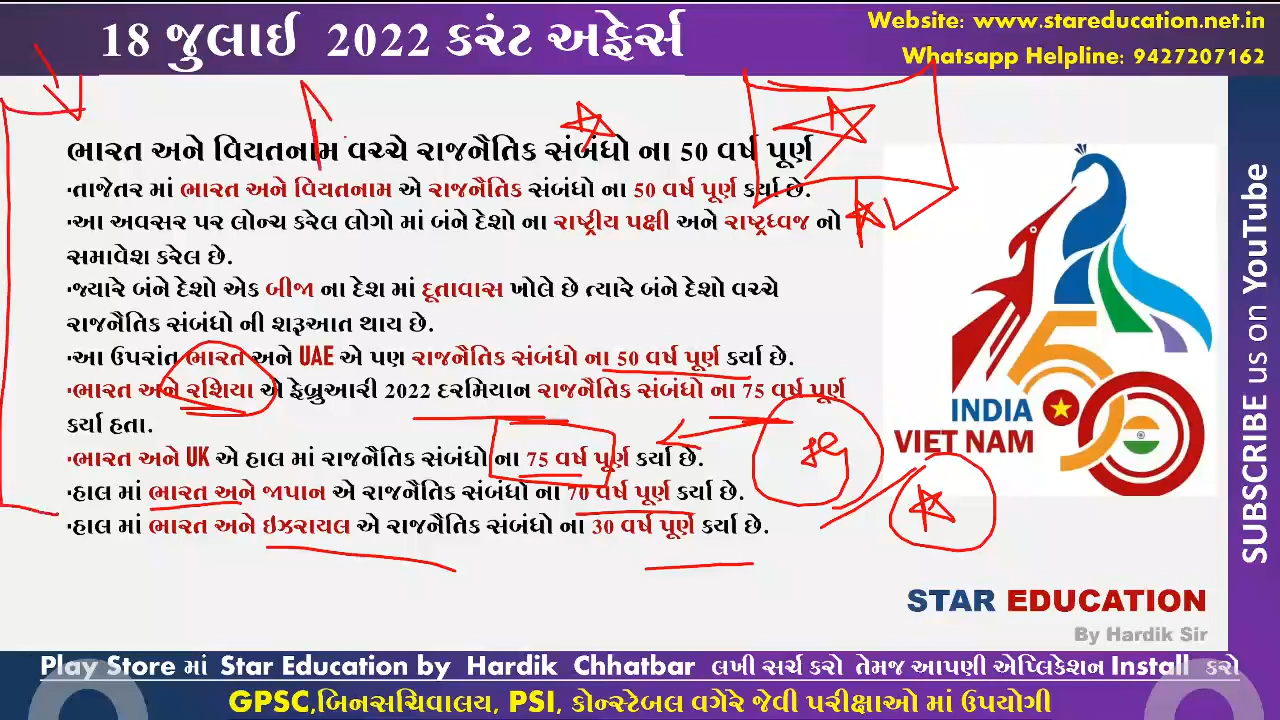 18 જુલાઈ 2022 કરંટ અફેર્સ
Website: www.stareducation.net.in
Whatsapp Helpline: 9427207162
ભારત અને વિયતનામ વચ્ચે રાજનૈતિક સંબંધો ના 50 વર્ષ પૂર્ણ
•તાજેતર માં ભારત અને વિયતનામ એ રાજનૈતિક સંબંધો ના 50 વર્ષ પૂર્ણ કર્યા છે.
•આ અવસર પર લોન્ચ કરેલ લોગો માં બંને દેશો ના રાષ્ટ્રીય પક્ષી અને રાષ્ટ્રધ્વજ નો
સમાવેશ કરેલ છે.
•જ્યારે બંને દેશો એક બીજા ના દેશ માં દૂતાવાસ ખોલે છે ત્યારે બંને દેશો વચ્ચે
રાજનૈતિક સંબંધો ની શરૂઆત થાય છે.
•આ ઉપરાંત ભારત અને UAE એ પણ રાજનૈતિક સંબંધો ના 50 વર્ષ પૂર્ણ કર્યા છે.
•ભારત અને રશિયા એ ફેબ્રુઆરી 2022 દરમિયાન રાજનૈતિક સંબંધો ના 75 વર્ષ પૂર્ણ
કર્યા હતા.
•ભારત અને UK એ હાલ માં રાજનૈતિક સંબંધો ના 75 વર્ષ પૂર્ણ કર્યા છે.
•હાલ માં ભારત અને જાપાન એ રાજનૈતિક સંબંધો ના 70 વર્ષ પૂર્ણ કર્યા છે.
•હાલ માં ભારત અને ઇઝરાયલ એ રાજનૈતિક સંબંધો ના 30 વર્ષ પૂર્ણ કર્યા છે.
50
INDIA
VIET NAM
STAR EDUCATION
By Hardik Sir
SUBSCRIBE us on YouTube
Play Store માં Star Education by Hardik Chhatbar લખી સર્ચ કરો તેમજ આપણી એપ્લિકેશન Install કરો
GPSC,બિનસચિવાલય, PSI, કોન્સ્ટેબલ વગેરે જેવી પરીક્ષાઓ માં ઉપયોગી